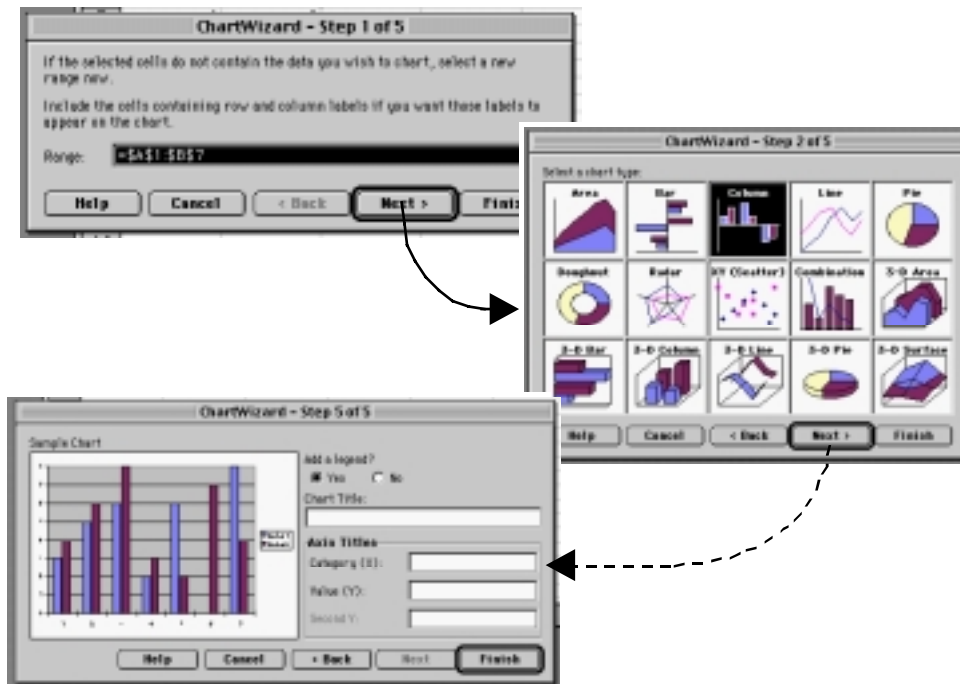 ChartWizard - Step 1 of 5
If the selected cells do not contain the data you wish to chart, select a new
range now.
Include the cells containing row and column labels if you want those labels to
appear on the chart.
Range: =$A$1:$B$7
Help Cancel < Back Next > Finis
ChartWizard - Step 2 of 5
Select a chart type:
Area Bar Column Line Pie
Doughnut Radar XY (Scatter) Combination 3-D Area
3-D Bar 3-D Column 3-D Line 3-D Pie 3-D Surface
Help Cancel < Back Next > Finish
ChartWizard - Step 5 of 5
Sample Chart
Add a legend?
Yes No
Chart Title:
Axis Titles
Category (X):
Value (Y):
Second Y:
Help Cancel < Back Next Finish